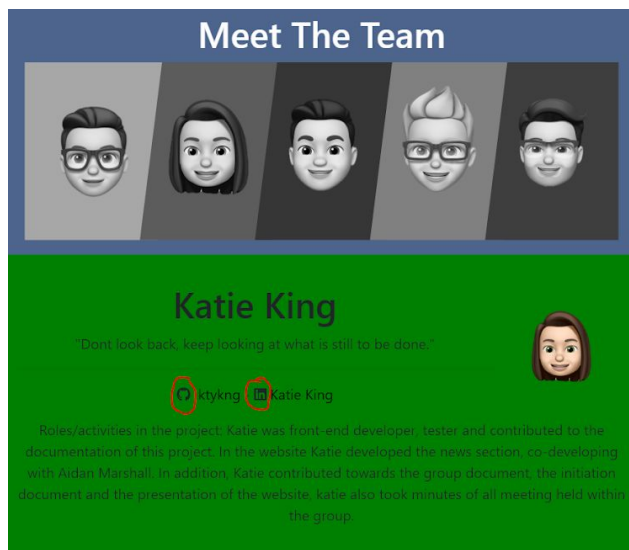 Meet The Team
Katie King
"Dont look back, keep looking at what is still to be done."
ktykng in Katie King
Roles/activities in the project: Katie was front-end developer, tester and contributed to the
documentation of this project. In the website Katie developed the news section, co-developing
with Aidan Marshall. In addition, Katie contributed towards the group document, the initiation
document and the presentation of the website, katie also took minutes of all meeting held within
the group.